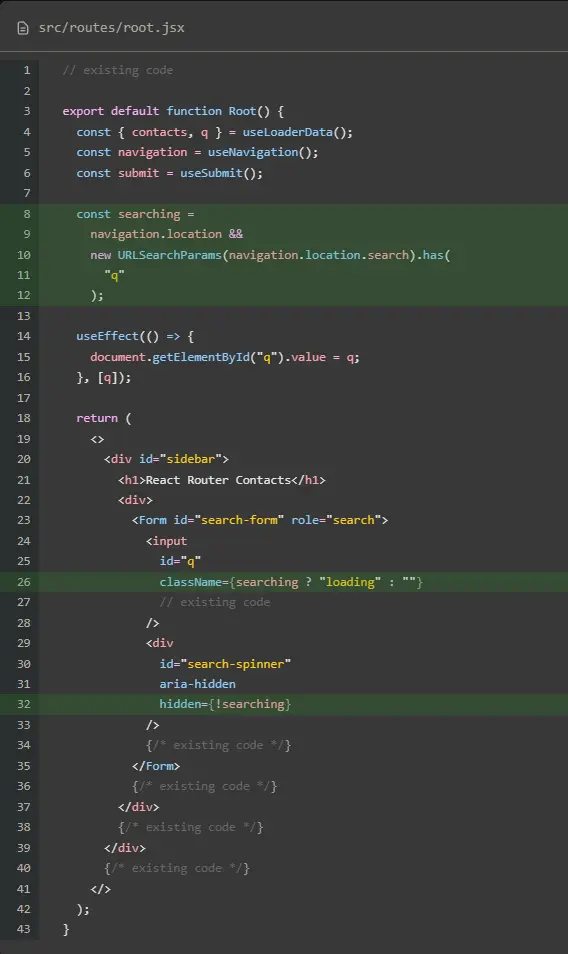 src/routes/root.jsx
1 // existing code
2
3 export default function Root() {
4   const { contacts, q } = useLoaderData();
5   const navigation = useNavigation();
6   const submit = useSubmit();
7
8   const searching =
9     navigation.location &&
10     new URLSearchParams(navigation.location.search).has(
11       "q"
12     );
13
14   useEffect(() => {
15     document.getElementById("q").value = q;
16   }, [q]);
17
18   return (
19     <>
20       <div id="sidebar">
21         <h1>React Router Contacts</h1>
22         <div>
23           <Form id="search-form" role="search">
24             <input
25               id="q"
26               className={searching ? "loading" : ""}
27               // existing code
28             />
29             <div
30               id="search-spinner"
31               aria-hidden
32               hidden={!searching}
33             />
34             {/* existing code */}
35           </Form>
36           {/* existing code */}
37         </div>
38         {/* existing code */}
39       </div>
40       {/* existing code */}
41     </>
42   );
43 }